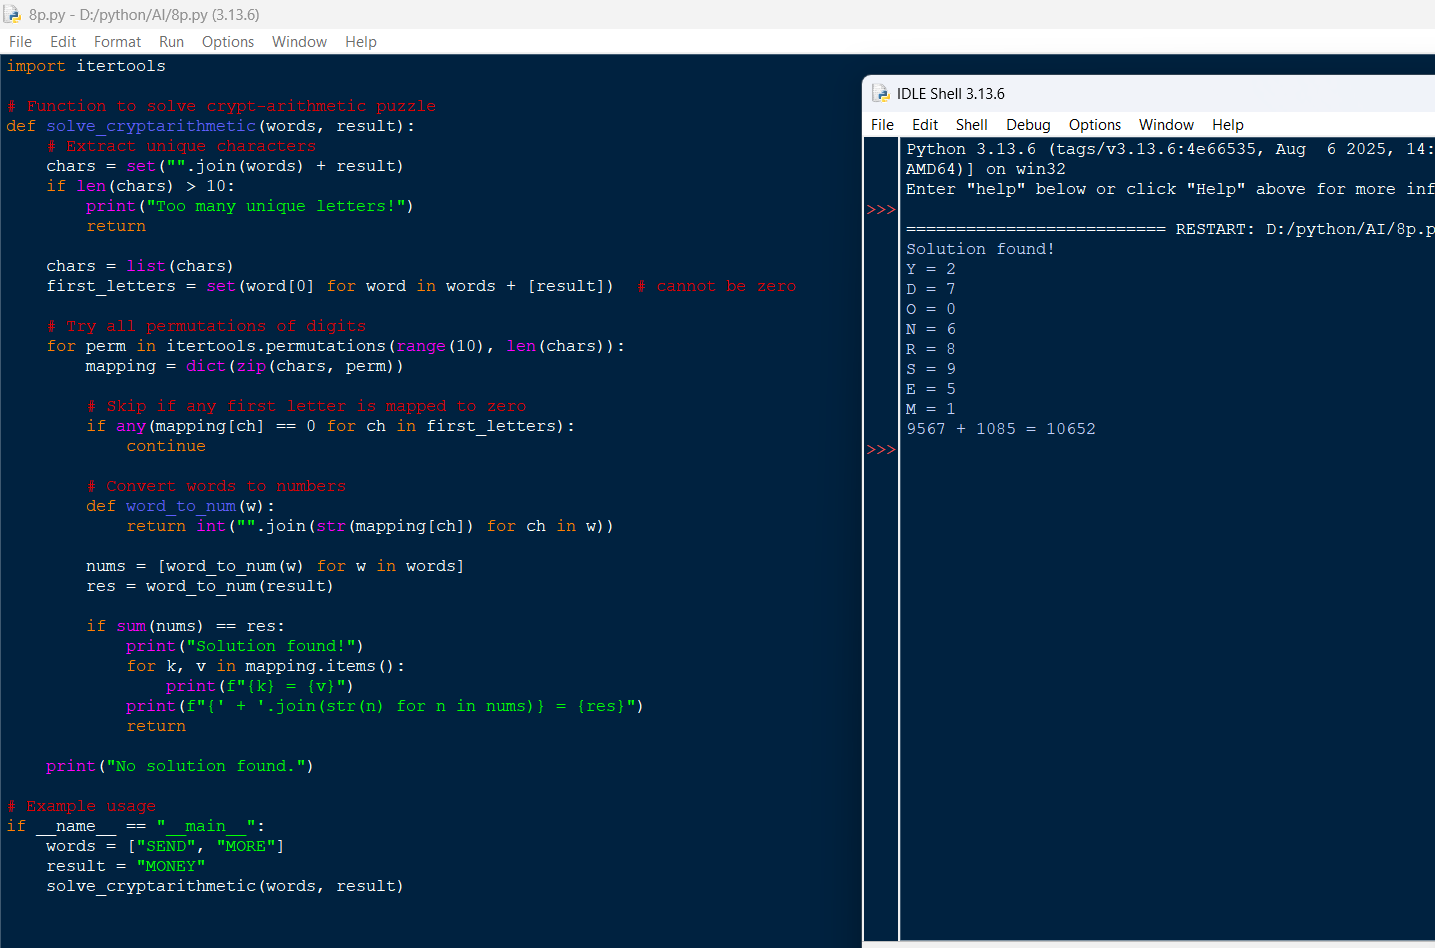 8p.py - D:/python/AI/8p.py (3.13.6)
File Edit Format Run Options Window Help
import itertools

# Function to solve crypt-arithmetic puzzle
def solve_cryptarithmetic(words, result):
    # Extract unique characters
    chars = set("".join(words) + result)
    if len(chars) > 10:
        print("Too many unique letters!")
        return

    chars = list(chars)
    first_letters = set(word[0] for word in words + [result])  # cannot be zero

    # Try all permutations of digits
    for perm in itertools.permutations(range(10), len(chars)):
        mapping = dict(zip(chars, perm))

        # Skip if any first letter is mapped to zero
        if any(mapping[ch] == 0 for ch in first_letters):
            continue

        # Convert words to numbers
        def word_to_num(w):
            return int("".join(str(mapping[ch]) for ch in w))

        nums = [word_to_num(w) for w in words]
        res = word_to_num(result)

        if sum(nums) == res:
            print("Solution found!")
            for k, v in mapping.items():
                print(f"{k} = {v}")
            print(f"{' + '.join(str(n) for n in nums)} = {res}")
            return

    print("No solution found.")

# Example usage
if __name__ == "__main__":
    words = ["SEND", "MORE"]
    result = "MONEY"
    solve_cryptarithmetic(words, result)
IDLE Shell 3.13.6
File Edit Shell Debug Options Window Help
Python 3.13.6 (tags/v3.13.6:4e66535, Aug  6 2025, 14:
AMD64)] on win32
Enter "help" below or click "Help" above for more inf
>>>
========================== RESTART: D:/python/AI/8p.p
Solution found!
Y = 2
D = 7
O = 0
N = 6
R = 8
S = 9
E = 5
M = 1
9567 + 1085 = 10652
>>>